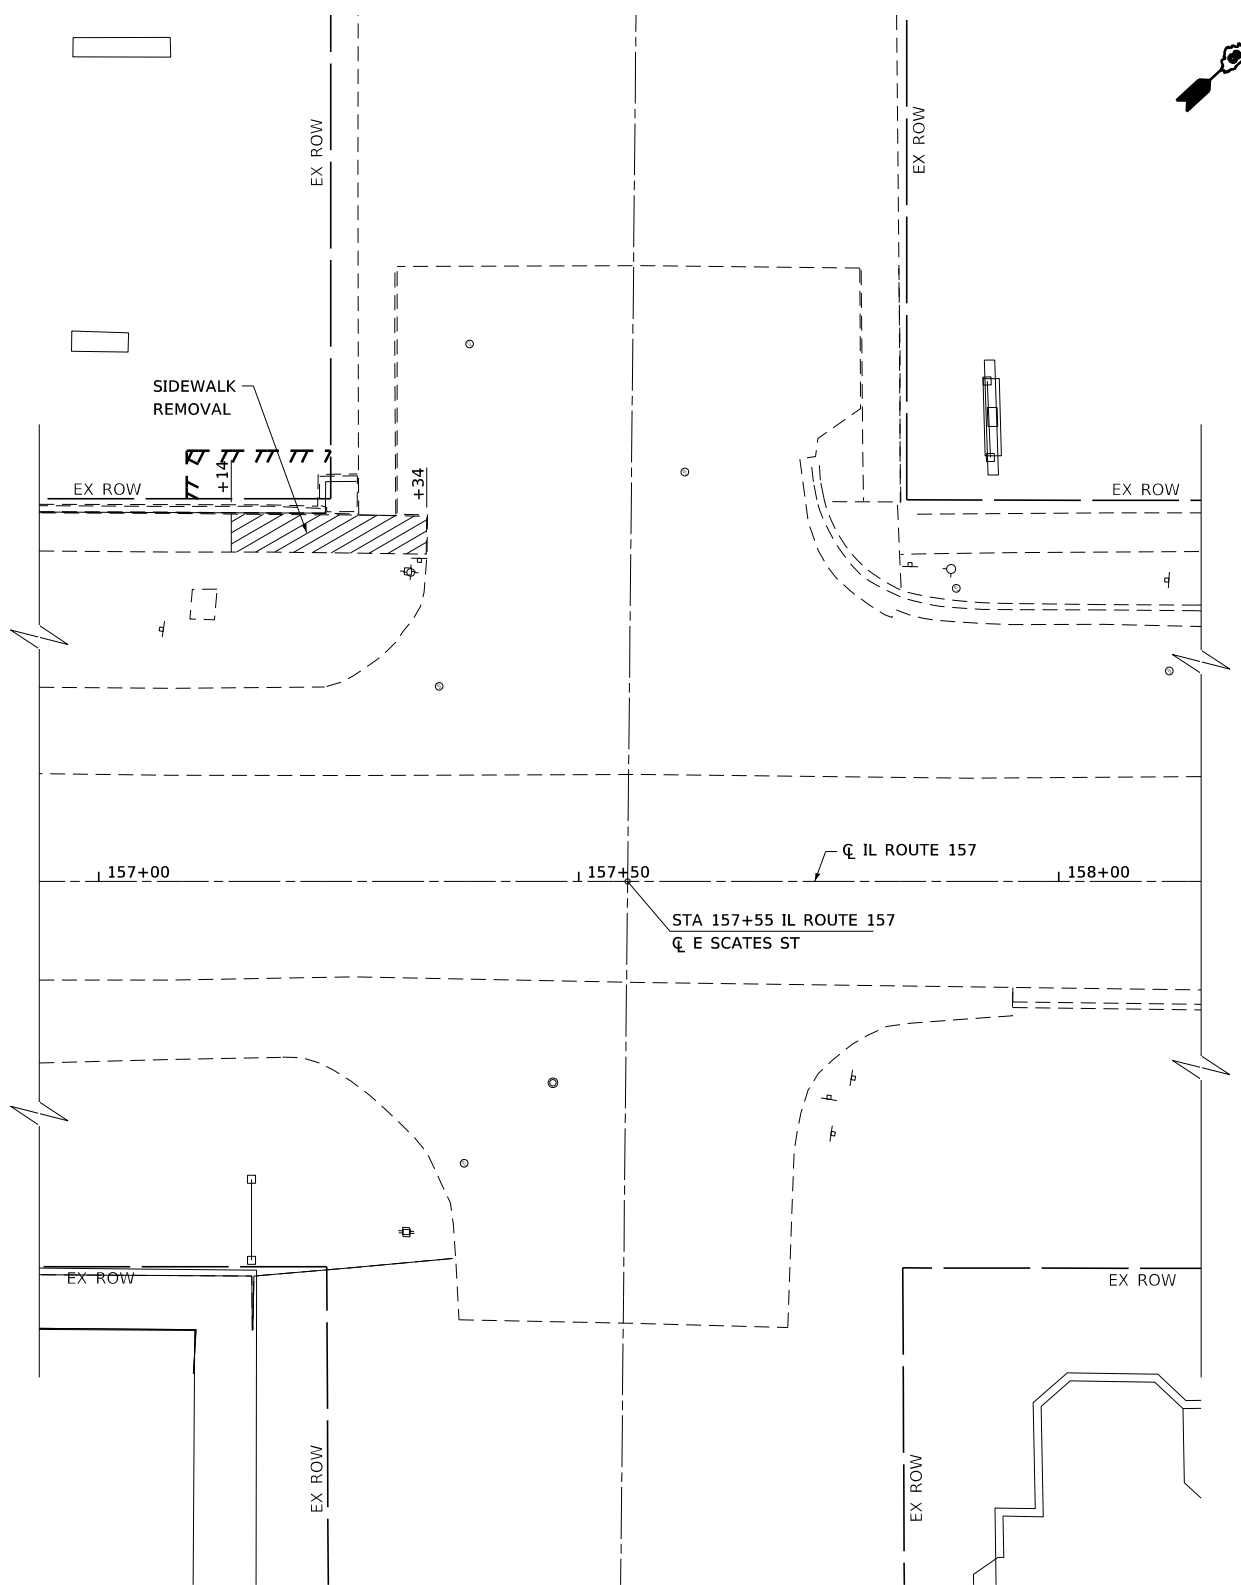 EX ROW
EX ROW
SIDEWALK
REMOVAL
+14
+34
EX ROW
EX ROW
157+00
157+50
℄ IL ROUTE 157
158+00
STA 157+55 IL ROUTE 157
℄ E SCATES ST
EX ROW
EX ROW
EX ROW
EX ROW